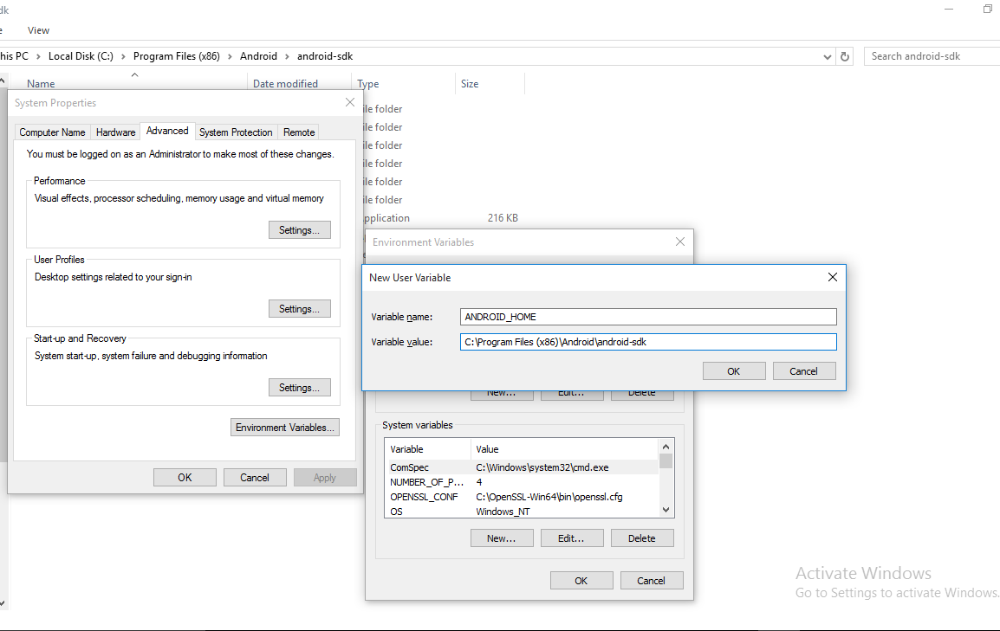 dk
View
his PC > Local Disk (C:) > Program Files (x86) > Android > android-sdk
Search android-sdk
Name Date modified Type Size
System Properties
Computer Name Hardware Advanced System Protection Remote
You must be logged on as an Administrator to make most of these changes.
Performance
Visual effects, processor scheduling, memory usage and virtual memory
Settings...
User Profiles
Desktop settings related to your sign-in
Settings...
Start-up and Recovery
System start-up, system failure and debugging information
Settings...
Environment Variables...
OK Cancel Apply
ile folder
ile folder
ile folder
ile folder
ile folder
ile folder
pplication 216 KB
Environment Variables
New User Variable
Variable name: ANDROID_HOME
Variable value: C:\Program Files (x86)\Android\android-sdk
OK Cancel
New... Edit... Delete
System variables
Variable Value
ComSpec C:\Windows\system32\cmd.exe
NUMBER_OF_P... 4
OPENSSL_CONF C:\OpenSSL-Win64\bin\openssl.cfg
OS Windows_NT
New... Edit... Delete
OK Cancel
Activate Windows
Go to Settings to activate Windows.